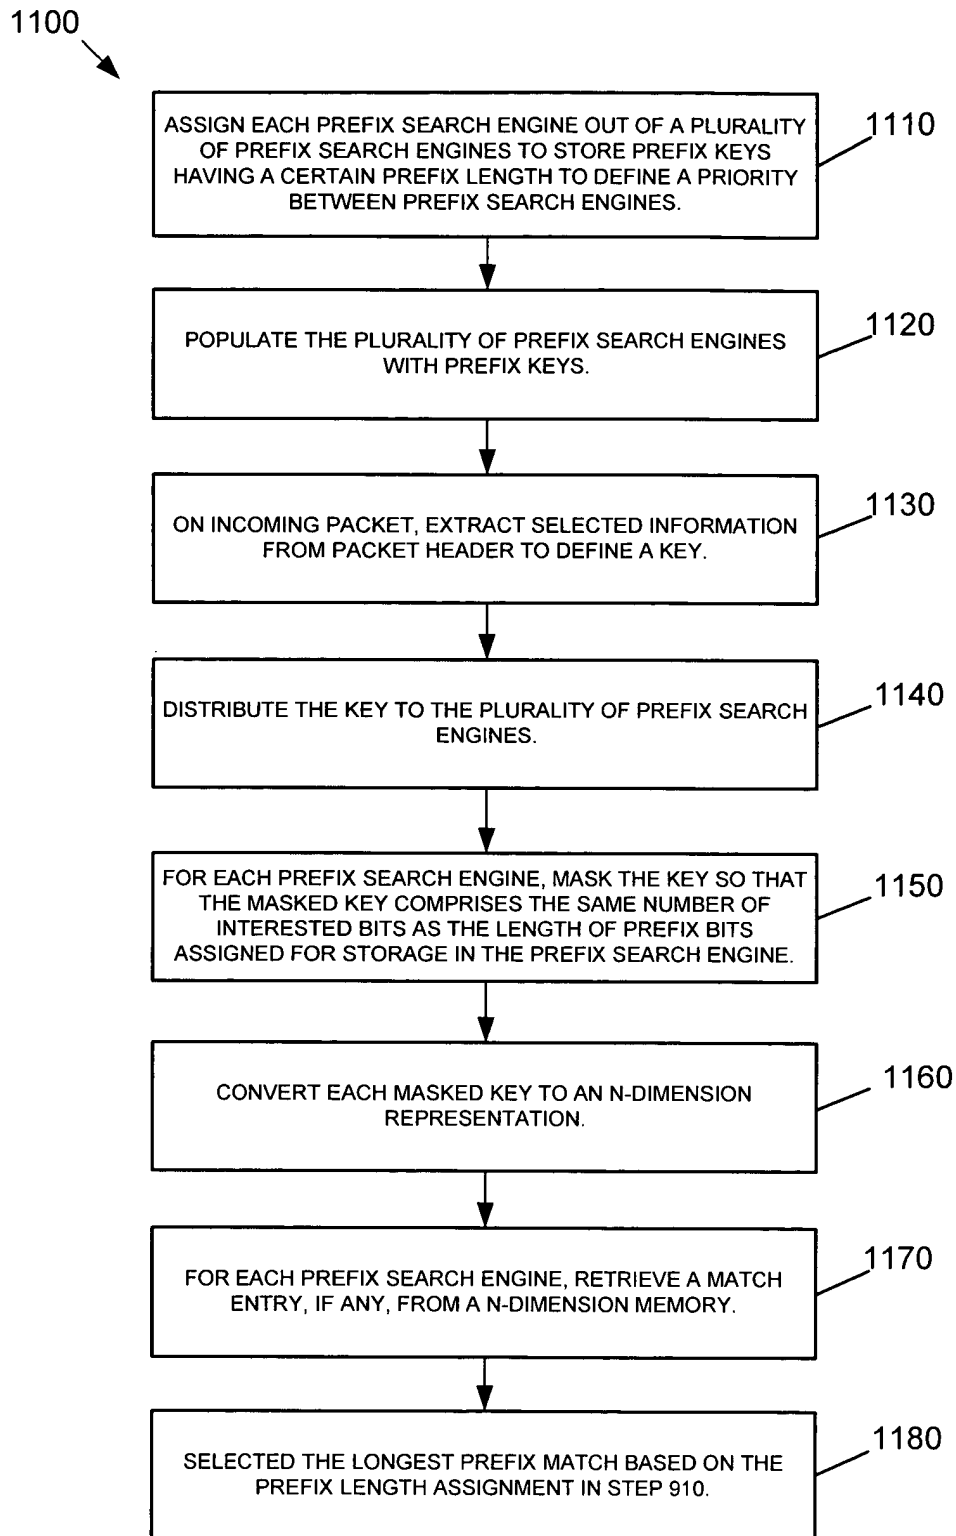 1100
ASSIGN EACH PREFIX SEARCH ENGINE OUT OF A PLURALITY
OF PREFIX SEARCH ENGINES TO STORE PREFIX KEYS
HAVING A CERTAIN PREFIX LENGTH TO DEFINE A PRIORITY
BETWEEN PREFIX SEARCH ENGINES.
1110
POPULATE THE PLURALITY OF PREFIX SEARCH ENGINES
WITH PREFIX KEYS.
1120
ON INCOMING PACKET, EXTRACT SELECTED INFORMATION
FROM PACKET HEADER TO DEFINE A KEY.
1130
DISTRIBUTE THE KEY TO THE PLURALITY OF PREFIX SEARCH
ENGINES.
1140
FOR EACH PREFIX SEARCH ENGINE, MASK THE KEY SO THAT
THE MASKED KEY COMPRISES THE SAME NUMBER OF
INTERESTED BITS AS THE LENGTH OF PREFIX BITS
ASSIGNED FOR STORAGE IN THE PREFIX SEARCH ENGINE.
1150
CONVERT EACH MASKED KEY TO AN N-DIMENSION
REPRESENTATION.
1160
FOR EACH PREFIX SEARCH ENGINE, RETRIEVE A MATCH
ENTRY, IF ANY, FROM A N-DIMENSION MEMORY.
1170
SELECTED THE LONGEST PREFIX MATCH BASED ON THE
PREFIX LENGTH ASSIGNMENT IN STEP 910.
1180